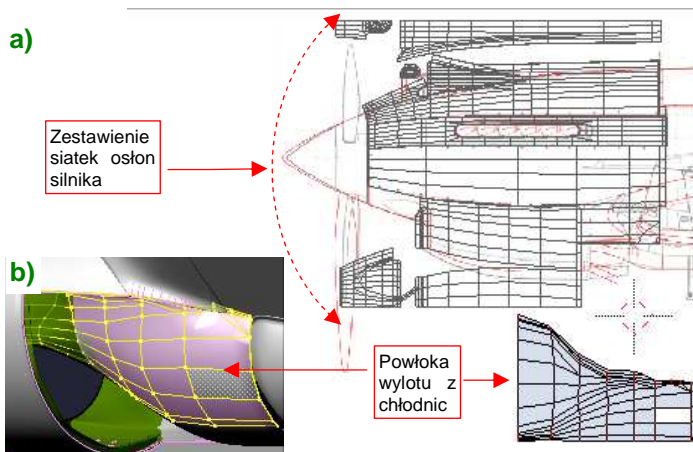 a)
Zestawienie
siatek osłon
silnika
b)
Powłoka
wylotu z
chłodnic